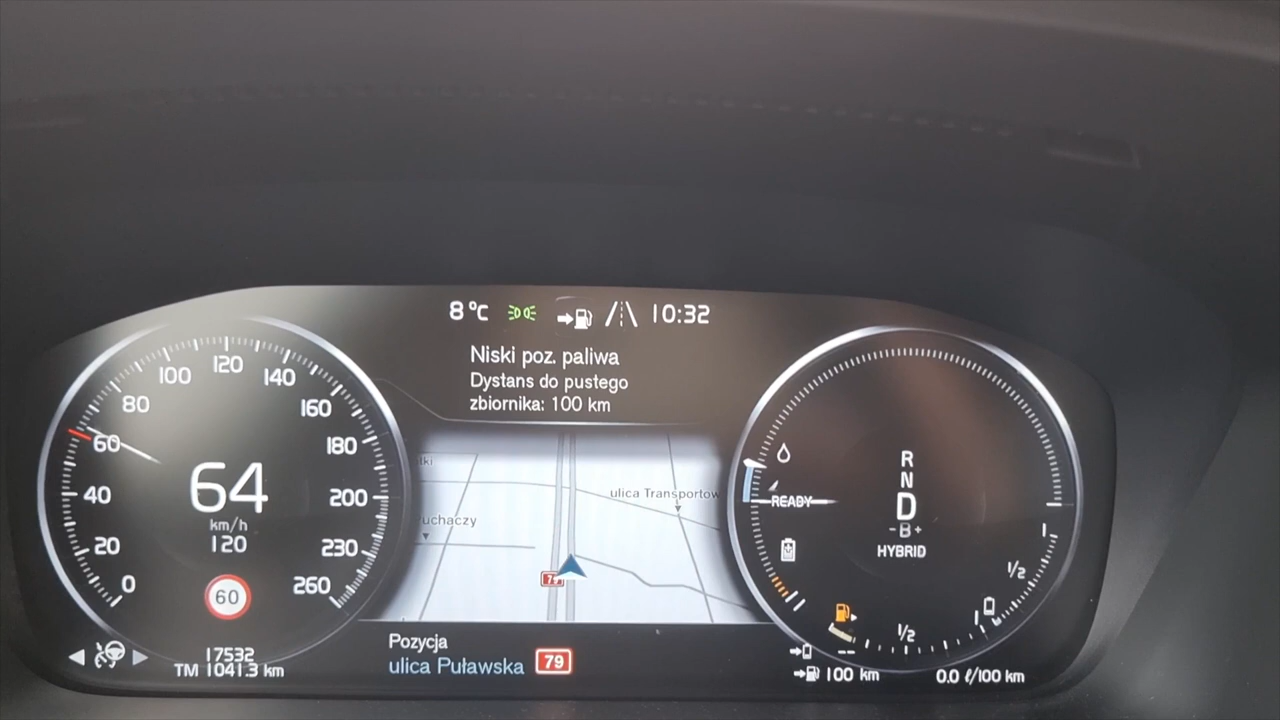 8 °C
10:32
Niski poz. paliwa
Dystans do pustego
zbiornika: 100 km
0
20
40
60
80
100
120
140
160
180
200
230
260
64
km/h
120
60
17532
TM 1041.3 km
ulica Transportow
uchaczy
Pozycja
ulica Puławska 79
READY
R
N
D
-B+
HYBRID
1
1/2
1/2
--
100 km
0.0 ℓ/100 km